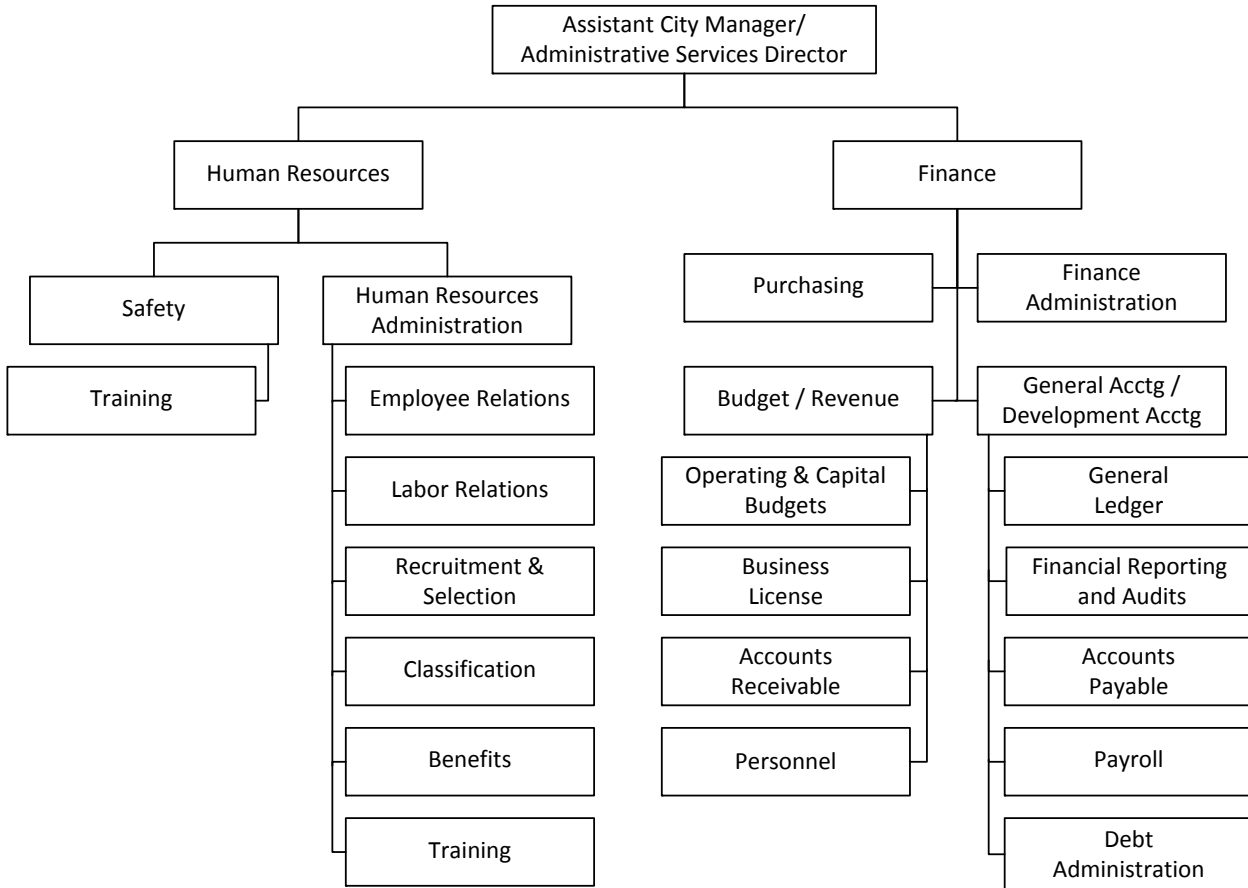 Assistant City Manager/
Administrative Services Director
Human Resources
Finance
Safety
Human Resources
Administration
Training
Employee Relations
Labor Relations
Recruitment &
Selection
Classification
Benefits
Training
Purchasing
Finance
Administration
Budget / Revenue
Operating & Capital
Budgets
Business
License
Accounts
Receivable
Personnel
General Acctg /
Development Acctg
General
Ledger
Financial Reporting
and Audits
Accounts
Payable
Payroll
Debt
Administration